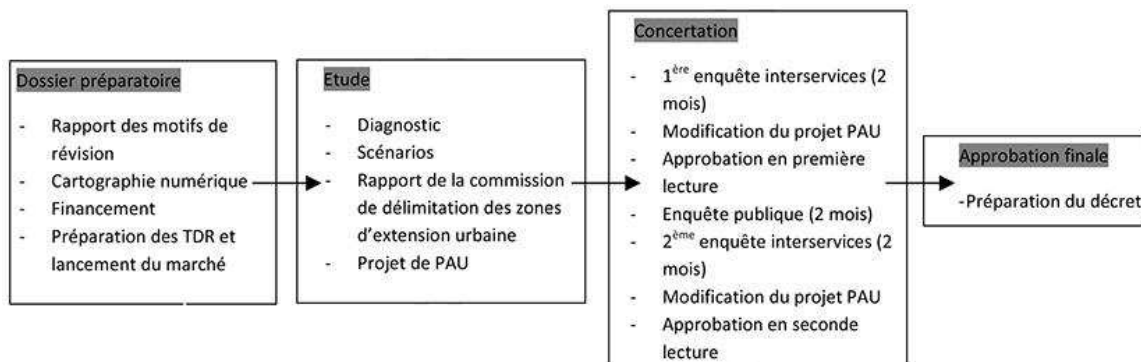 Dossier préparatoire
- Rapport des motifs de
révision
- Cartographie numérique
- Financement
- Préparation des TDR et
lancement du marché
Etude
- Diagnostic
- Scénarios
- Rapport de la commission
de délimitation des zones
d'extension urbaine
- Projet de PAU
Concertation
- 1ère enquête interservices (2
mois)
- Modification du projet PAU
- Approbation en première
lecture
- Enquête publique (2 mois)
- 2ème enquête interservices (2
mois)
- Modification du projet PAU
- Approbation en seconde
lecture
Approbation finale
-Préparation du décret